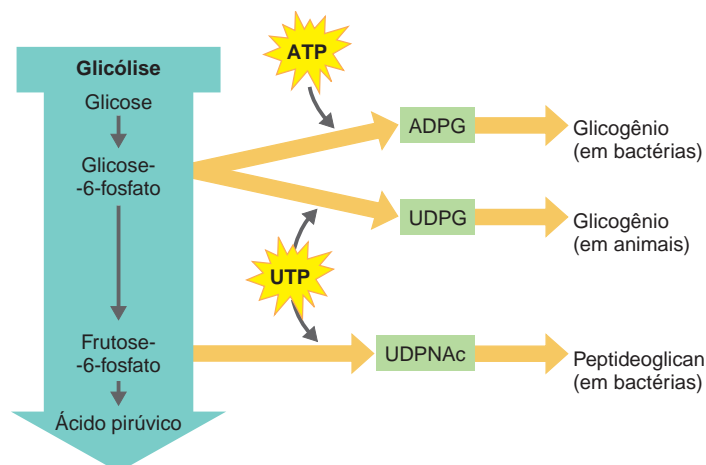 Glicólise
Glicose
Glicose-
-6-fosfato
Frutose-
-6-fosfato
Ácido pirúvico
ATP
UTP
ADPG
UDPG
UDPNAc
Glicogênio
(em bactérias)
Glicogênio
(em animais)
Peptideoglican
(em bactérias)